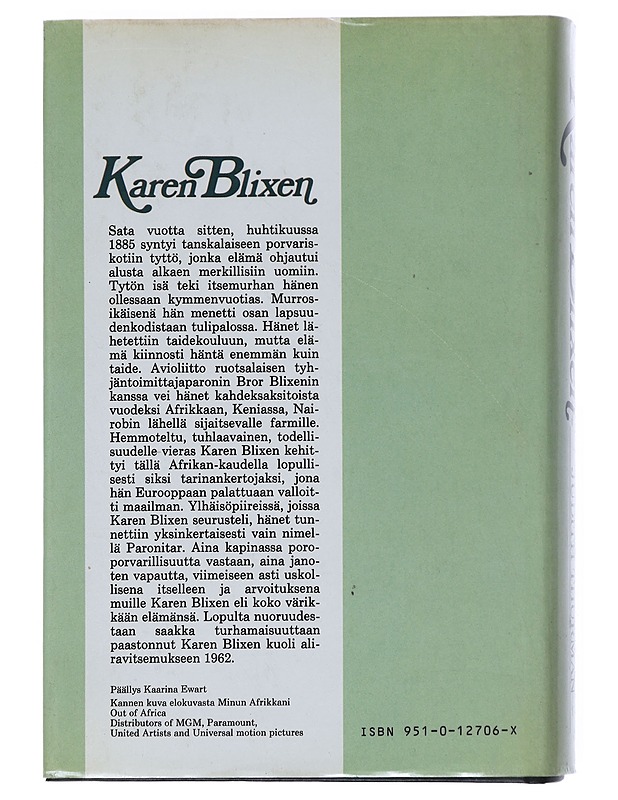 Karen Blixen
Sata vuotta sitten, huhtikuussa
1885 syntyi tanskalaiseen porvaris-
kotiin tyttö, jonka elämä ohjautui
alusta alkaen merkillisiin uomiin.
Tytön isä teki itsemurhan hänen
ollessaan kymmenvuotias. Murros-
ikäisenä hän menetti osan lapsuu-
denkodistaan tulipalossa. Hänet lä-
hetettiin taidekouluun, mutta elä-
mä kiinnosti häntä enemmän kuin
taide. Avioliitto ruotsalaisen tyh-
jäntoimittajaparonin Bror Blixenin
kanssa vei hänet kahdeksaksitoista
vuodeksi Afrikkaan, Keniassa, Nai-
robin lähellä sijaitsevalle farmille.
Hemmoteltu, tuhlaavainen, todelli-
suudelle vieras Karen Blixen kehit-
tyi tällä Afrikan-kaudella lopulli-
sesti siksi tarinankertojaksi, jona
hän Eurooppaan palattuaan valloit-
ti maailman. Ylhäisöpiireissä, joissa
Karen Blixen seurusteli, hänet tun-
nettiin yksinkertaisesti vain nimel-
lä Paronitar. Aina kapinassa poro-
porvarillisuutta vastaan, aina jano-
ten vapautta, viimeiseen asti uskol-
lisena itselleen ja arvoituksena
muille Karen Blixen eli koko värik-
kään elämänsä. Lopulta nuoruudes-
taan saakka turhamaisuuttaan
paastonnut Karen Blixen kuoli ali-
ravitsemukseen 1962.
Päällys Kaarina Ewart
Kannen kuva elokuvasta Minun Afrikkani
Out of Africa
Distributors of MGM, Paramount,
United Artists and Universal motion pictures
ISBN 951-0-12706-X